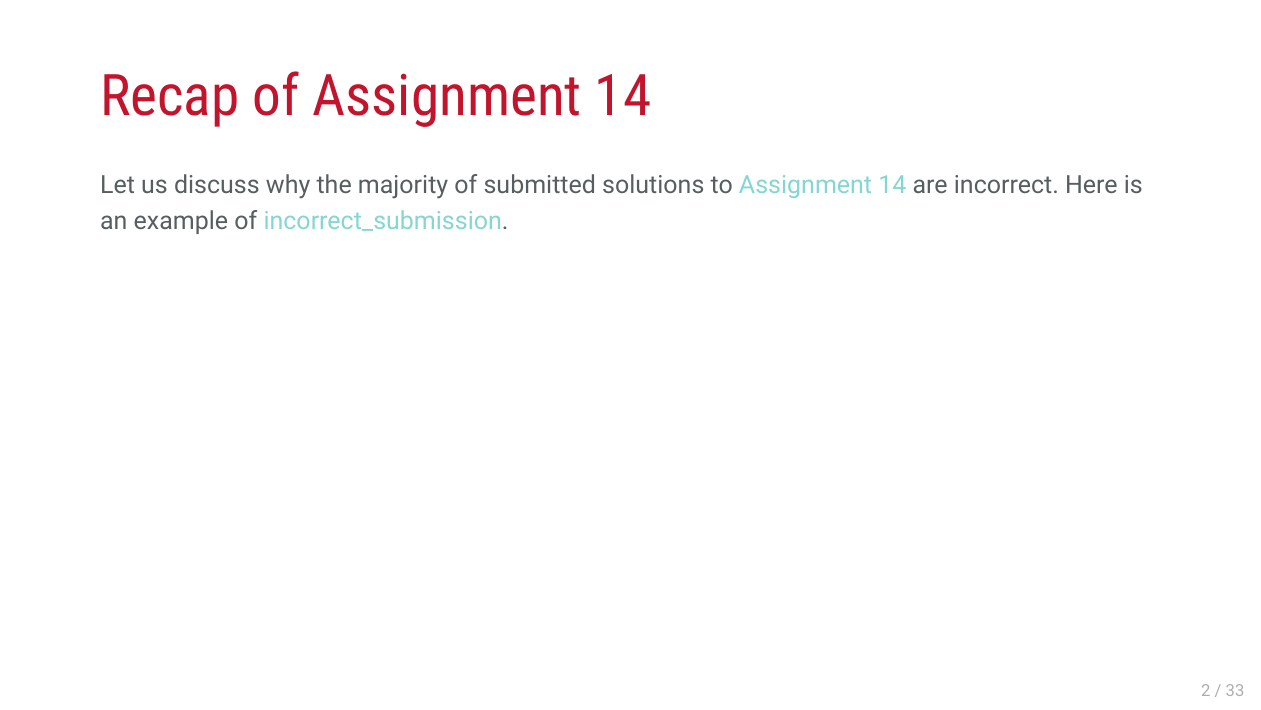 Recap of Assignment 14
Let us discuss why the majority of submitted solutions to Assignment 14 are incorrect. Here is
an example of incorrect_submission.
2 / 33